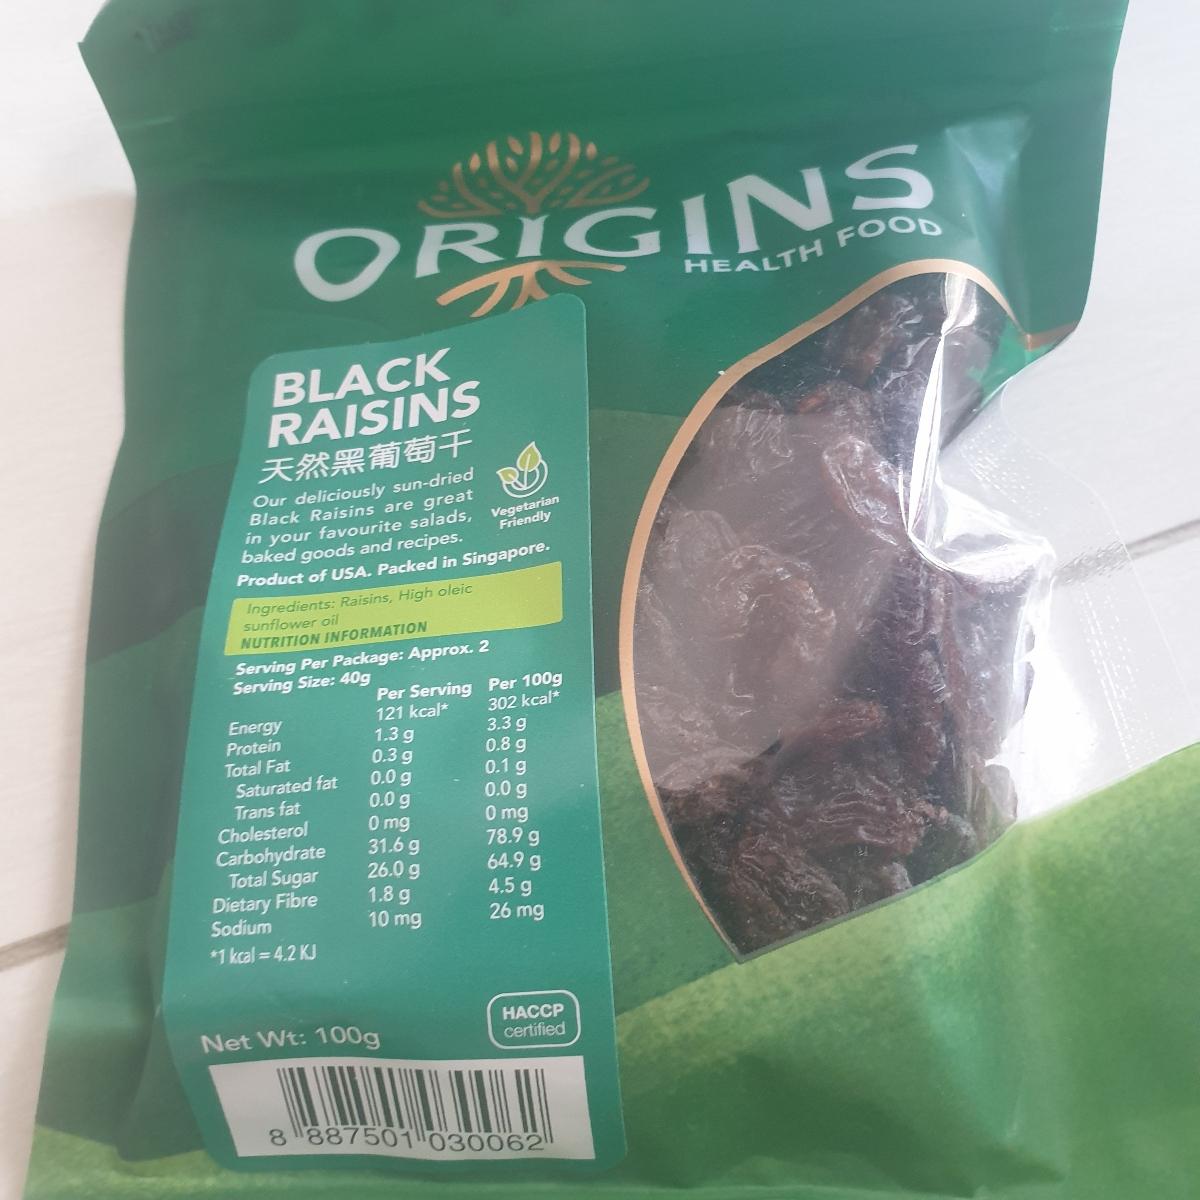 ORIGINS
HEALTH FOOD
BLACK
RAISINS
天然黑葡萄干
Our deliciously sun-dried
Black Raisins are great
in your favourite salads,
baked goods and recipes.
Vegetarian
Friendly
Product of USA. Packed in Singapore.
Ingredients: Raisins, High oleic
sunflower oil
NUTRITION INFORMATION
Serving Per Package: Approx. 2
Serving Size: 40g
Per Serving Per 100g
Energy 121 kcal* 302 kcal*
Protein 1.3 g 3.3 g
Total Fat 0.3 g 0.8 g
Saturated fat 0.0 g 0.1 g
Trans fat 0.0 g 0.0 g
Cholesterol 0 mg 0 mg
Carbohydrate 31.6 g 78.9 g
Total Sugar 26.0 g 64.9 g
Dietary Fibre 1.8 g 4.5 g
Sodium 10 mg 26 mg
*1 kcal = 4.2 KJ
HACCP
certified
Net Wt: 100g
8 887501 030062